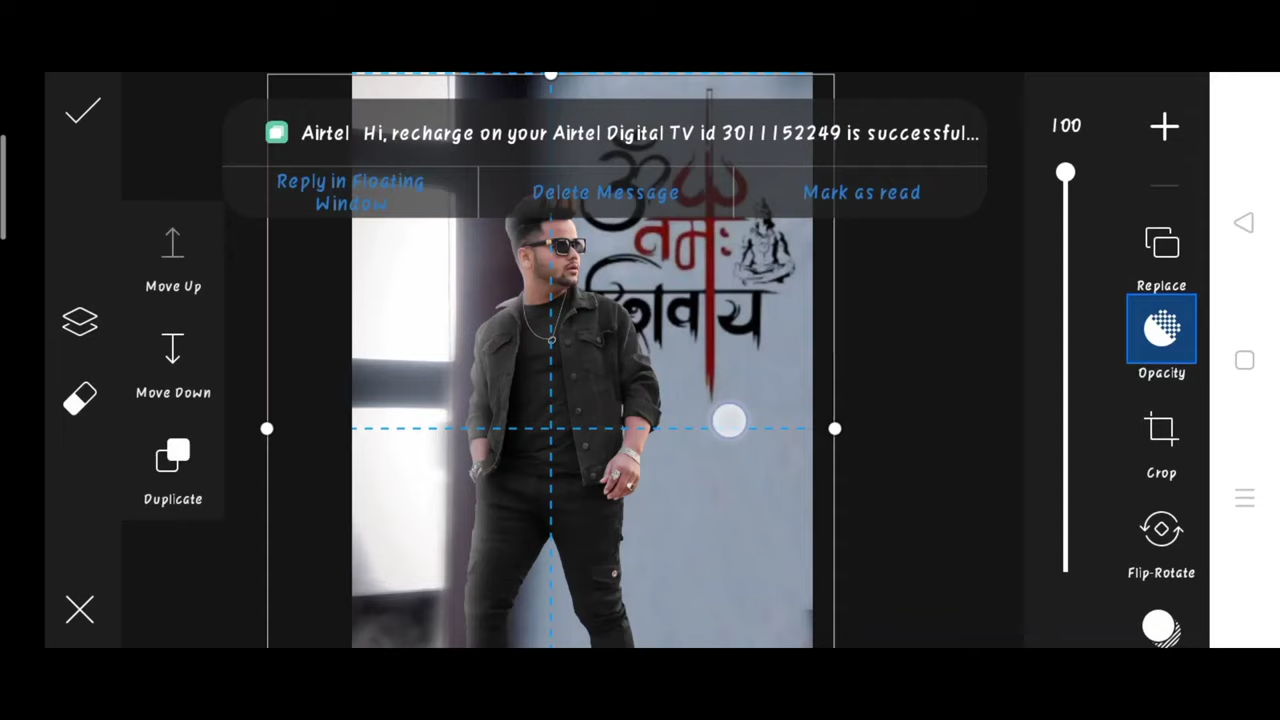 Airtel Hi, recharge on your Airtel Digital TV id 3011152249 is successful...
Reply in Floating
Window
Delete Message
Mark as read
100
Move Up
Move Down
Duplicate
Replace
Opacity
Crop
Flip-Rotate
ॐ
नमः
शिवाय